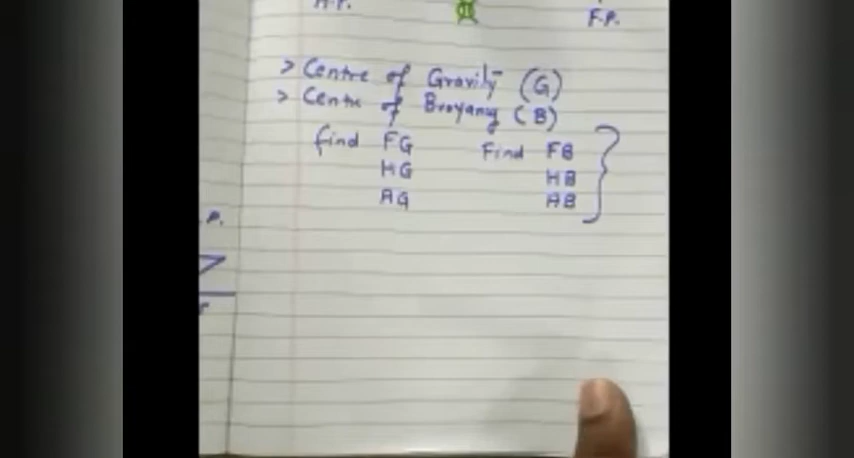 A.P.
F.P.
> Centre of Gravity (G)
> Centre of Buoyancy (B)
find FG Find FB
HG HB
AG AB
P.